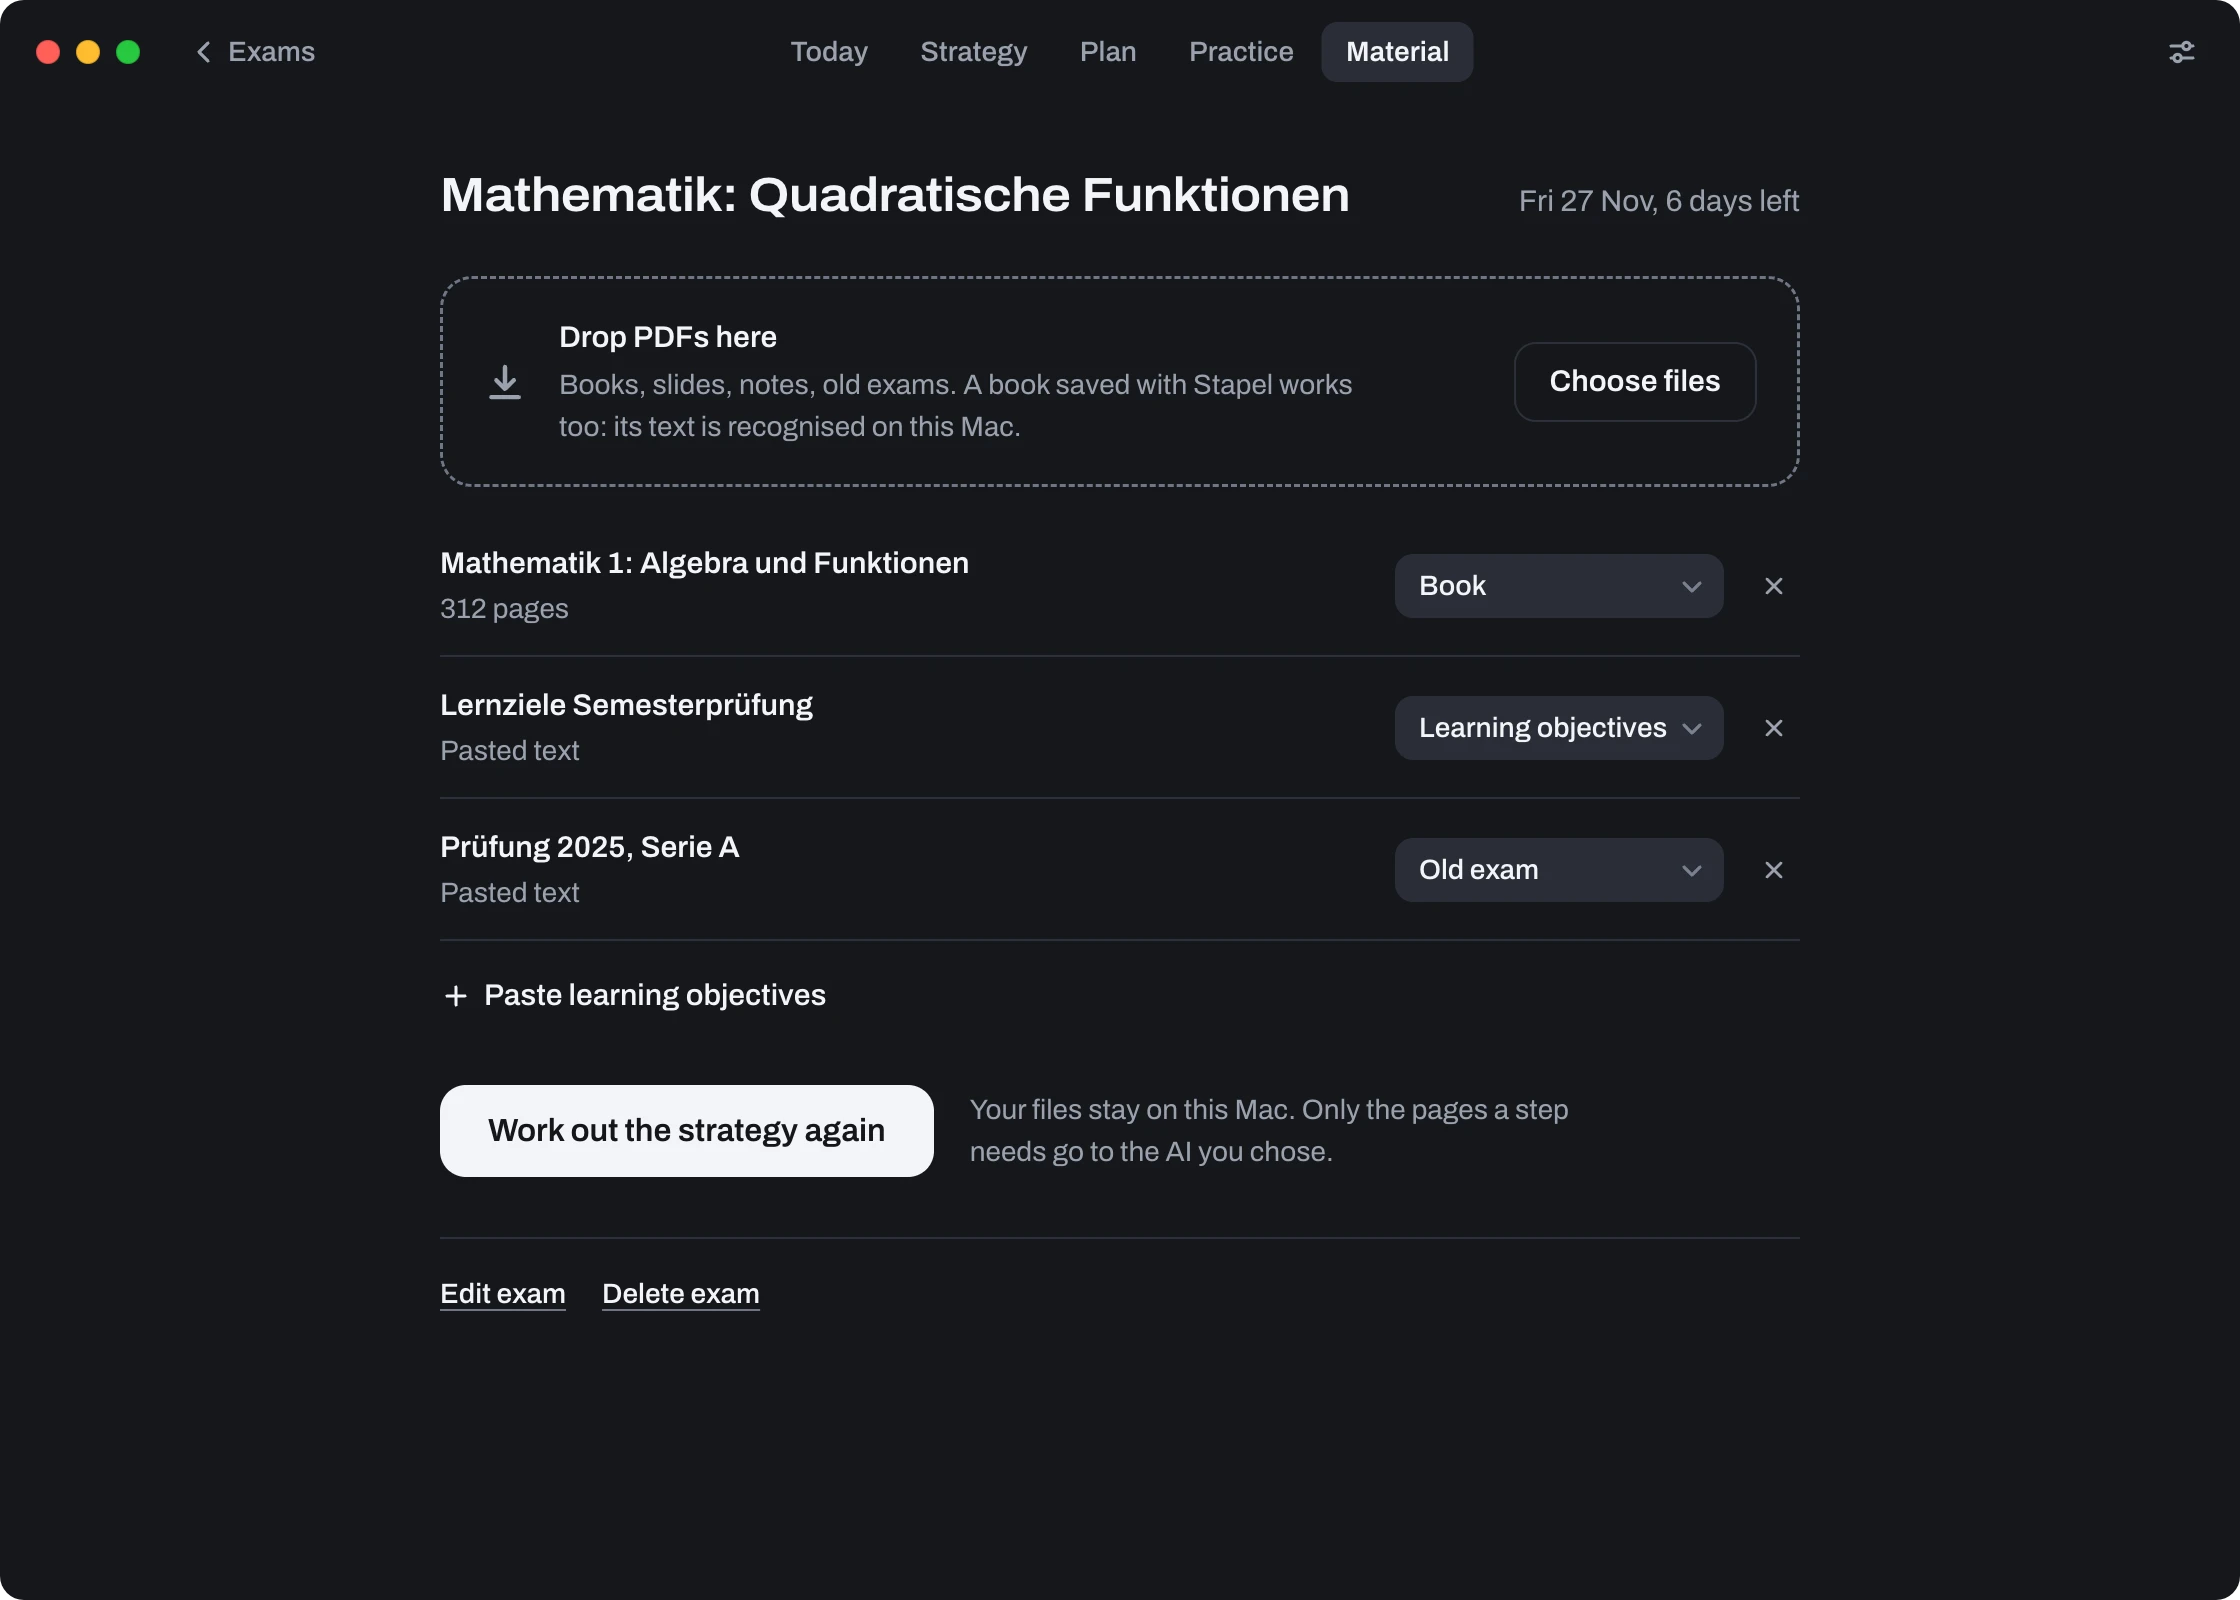 Exams
Today
Strategy
Plan
Practice
Material
Mathematik: Quadratische Funktionen
Fri 27 Nov, 6 days left
Drop PDFs here
Books, slides, notes, old exams. A book saved with Stapel works
too: its text is recognised on this Mac.
Choose files
Mathematik 1: Algebra und Funktionen
312 pages
Book
Lernziele Semesterprüfung
Pasted text
Learning objectives
Prüfung 2025, Serie A
Pasted text
Old exam
Paste learning objectives
Work out the strategy again
Your files stay on this Mac. Only the pages a step
needs go to the AI you chose.
Edit exam
Delete exam